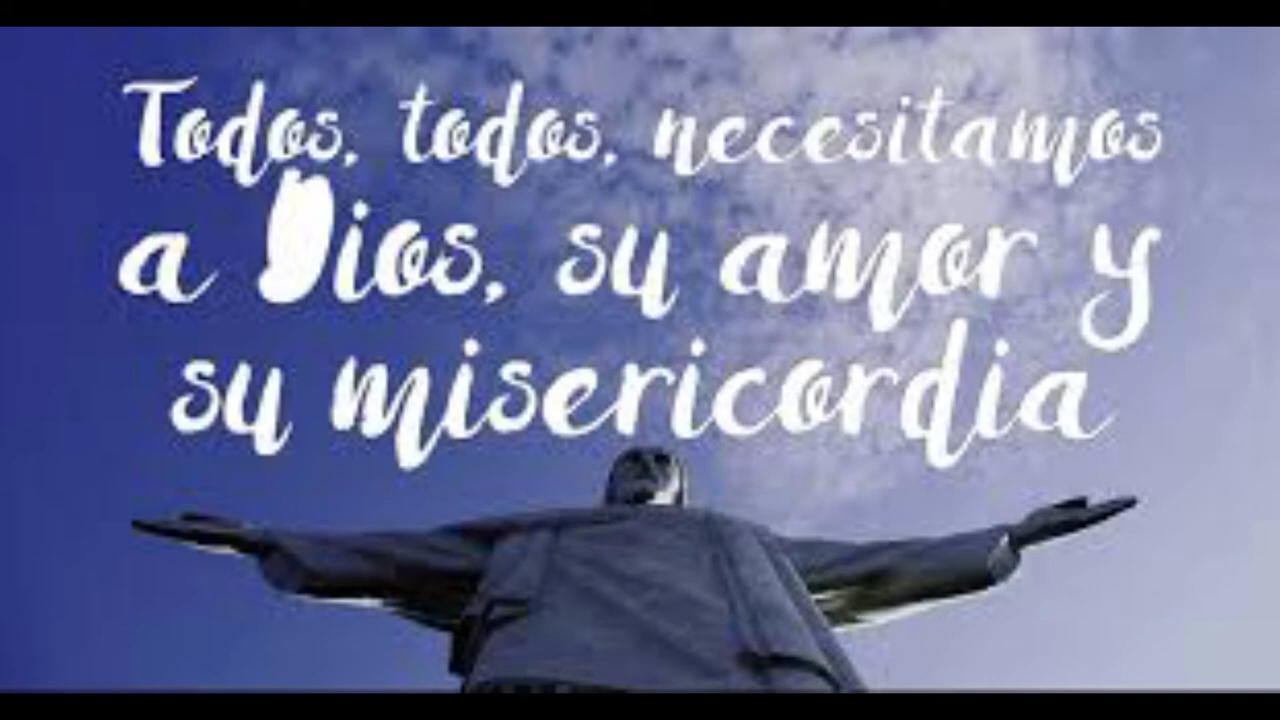 Todos, todos, necesitamos
a Dios, su amor y
su misericordia